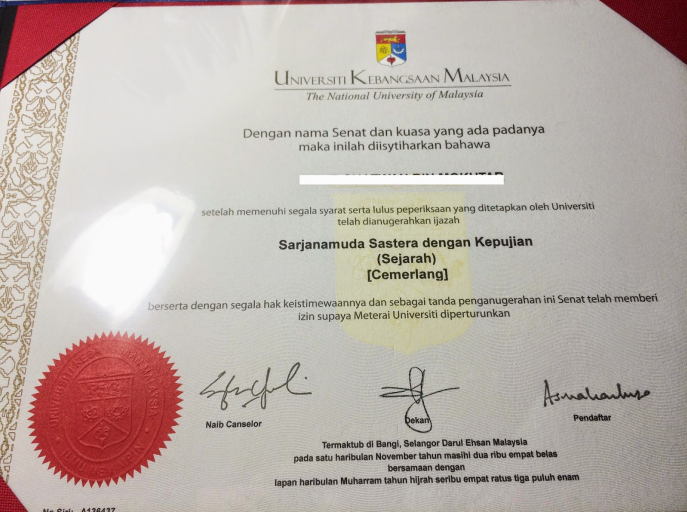 UNIVERSITI KEBANGSAAN MALAYSIA
The National University of Malaysia
Dengan nama Senat dan kuasa yang ada padanya
maka inilah diisytiharkan bahawa
setelah memenuhi segala syarat serta lulus peperiksaan yang ditetapkan oleh Universiti
telah dianugerahkan ijazah
Sarjanamuda Sastera dengan Kepujian
(Sejarah)
[Cemerlang]
berserta dengan segala hak keistimewaannya dan sebagai tanda penganugerahan ini Senat telah memberi
izin supaya Meterai Universiti diperturunkan
Naib Canselor
Dekan
Pendaftar
Termaktub di Bangi, Selangor Darul Ehsan Malaysia
pada satu haribulan November tahun masihi dua ribu empat belas
bersamaan dengan
lapan haribulan Muharram tahun hijrah seribu empat ratus tiga puluh enam